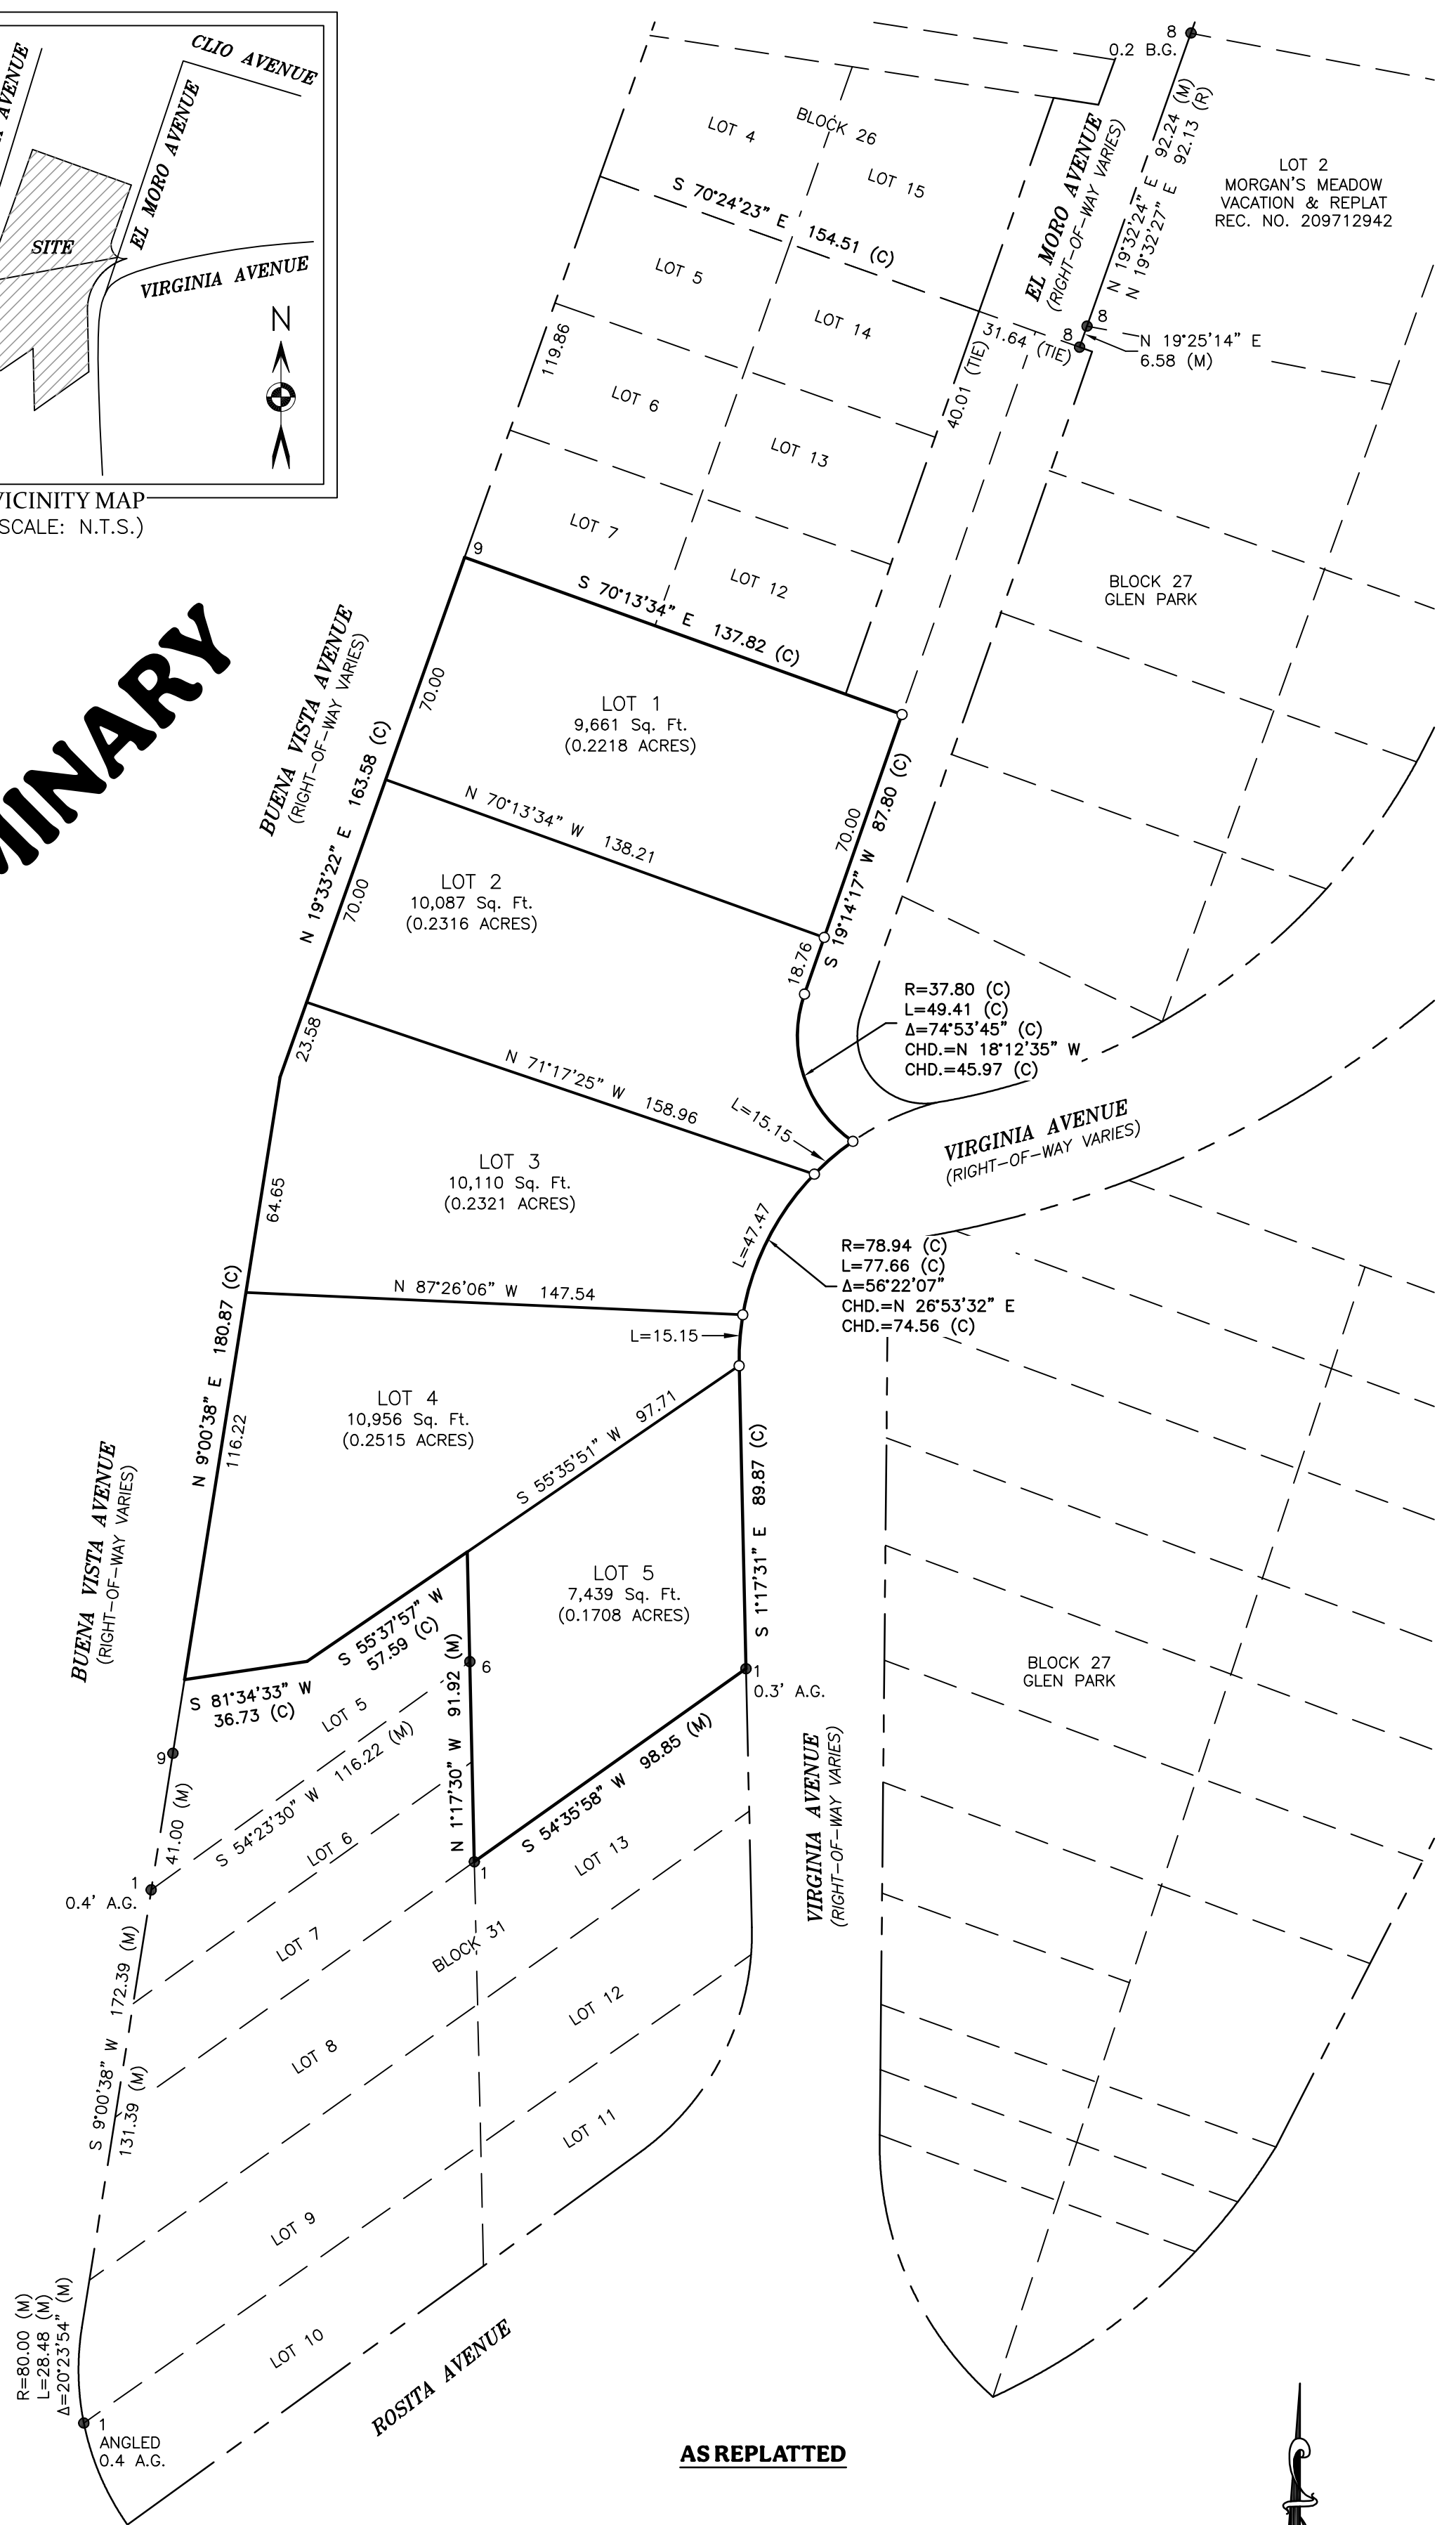 CLIO AVENUE
AVENUE
EL MORO AVENUE
SITE
VIRGINIA AVENUE
N
VICINITY MAP
(SCALE: N.T.S.)
MINARY
8
0.2 B.G.
LOT 4
BLOCK 26
LOT 15
EL MORO AVENUE
(RIGHT-OF-WAY VARIES)
N 19°32'24" E 92.24 (M)
N 19°32'27" E 92.13 (R)
LOT 2
MORGAN'S MEADOW
VACATION & REPLAT
REC. NO. 209712942
S 70°24'23" E 154.51 (C)
LOT 5
LOT 14
31.64 (TIE)
8
8
N 19°25'14" E
6.58 (M)
119.86
40.01 (TIE)
LOT 6
LOT 13
LOT 7
LOT 12
9
S 70°13'34" E 137.82 (C)
BLOCK 27
GLEN PARK
BUENA VISTA AVENUE
(RIGHT-OF-WAY VARIES)
N 19°33'22" E 163.58 (C)
70.00
LOT 1
9,661 Sq. Ft.
(0.2218 ACRES)
70.00
S 19°14'17" W 87.80 (C)
N 70°13'34" W 138.21
70.00
LOT 2
10,087 Sq. Ft.
(0.2316 ACRES)
18.76
R=37.80 (C)
L=49.41 (C)
Δ=74°53'45" (C)
CHD.=N 18°12'35" W
CHD.=45.97 (C)
23.58
N 71°17'25" W 158.96
L=15.15
VIRGINIA AVENUE
(RIGHT-OF-WAY VARIES)
LOT 3
10,110 Sq. Ft.
(0.2321 ACRES)
64.65
L=47.47
R=78.94 (C)
L=77.66 (C)
Δ=56°22'07"
CHD.=N 26°53'32" E
CHD.=74.56 (C)
N 87°26'06" W 147.54
L=15.15
N 9°00'38" E 180.87 (C)
116.22
LOT 4
10,956 Sq. Ft.
(0.2515 ACRES)
S 55°35'51" W 97.71
S 1°17'31" E 89.87 (C)
BUENA VISTA AVENUE
(RIGHT-OF-WAY VARIES)
LOT 5
7,439 Sq. Ft.
(0.1708 ACRES)
S 55°37'57" W
57.59 (C)
N 1°17'30" W 91.92 (M)
6
1
0.3' A.G.
BLOCK 27
GLEN PARK
S 81°34'33" W
36.73 (C)
LOT 5
9
S 54°23'30" W 116.22 (M)
41.00 (M)
LOT 6
S 54°35'58" W 98.85 (M)
LOT 13
1
VIRGINIA AVENUE
(RIGHT-OF-WAY VARIES)
1
0.4' A.G.
LOT 7
BLOCK 31
S 9°00'38" W 172.39 (M)
131.39 (M)
LOT 12
LOT 8
LOT 11
LOT 9
R=80.00 (M)
L=28.48 (M)
Δ=20°23'54" (M)
LOT 10
ROSITA AVENUE
1
ANGLED
0.4 A.G.
AS REPLATTED